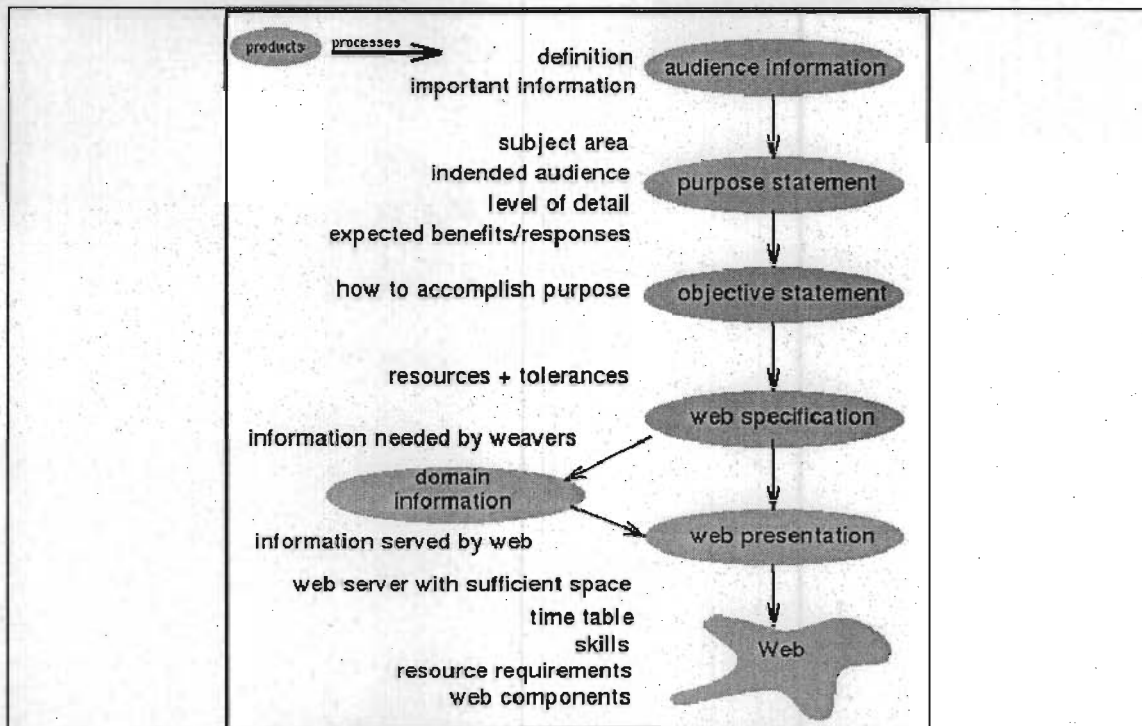 products
processes
definition
important information
audience information
subject area
indended audience
level of detail
expected benefits/responses
purpose statement
how to accomplish purpose
objective statement
resources + tolerances
web specification
information needed by weavers
domain
information
information served by web
web presentation
web server with sufficient space
time table
skills
resource requirements
web components
Web